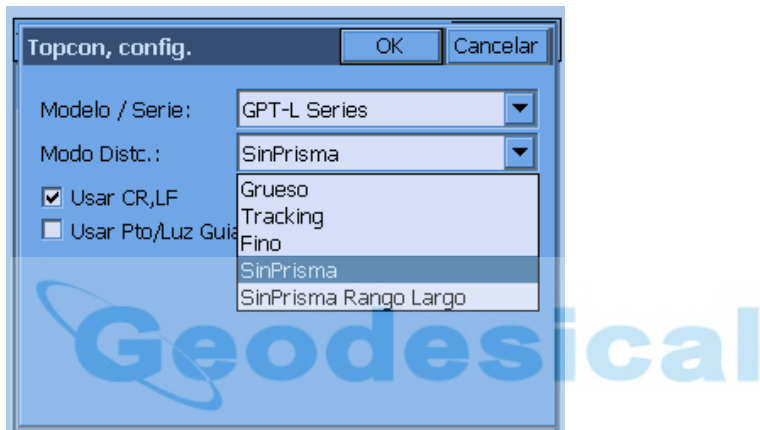 Topcon, config. OK Cancelar
Modelo / Serie: GPT-L Series
Modo Distc.: SinPrisma
Usar CR,LF
Usar Pto/Luz Guia
Grueso
Tracking
Fino
SinPrisma
SinPrisma Rango Largo
Geodesical